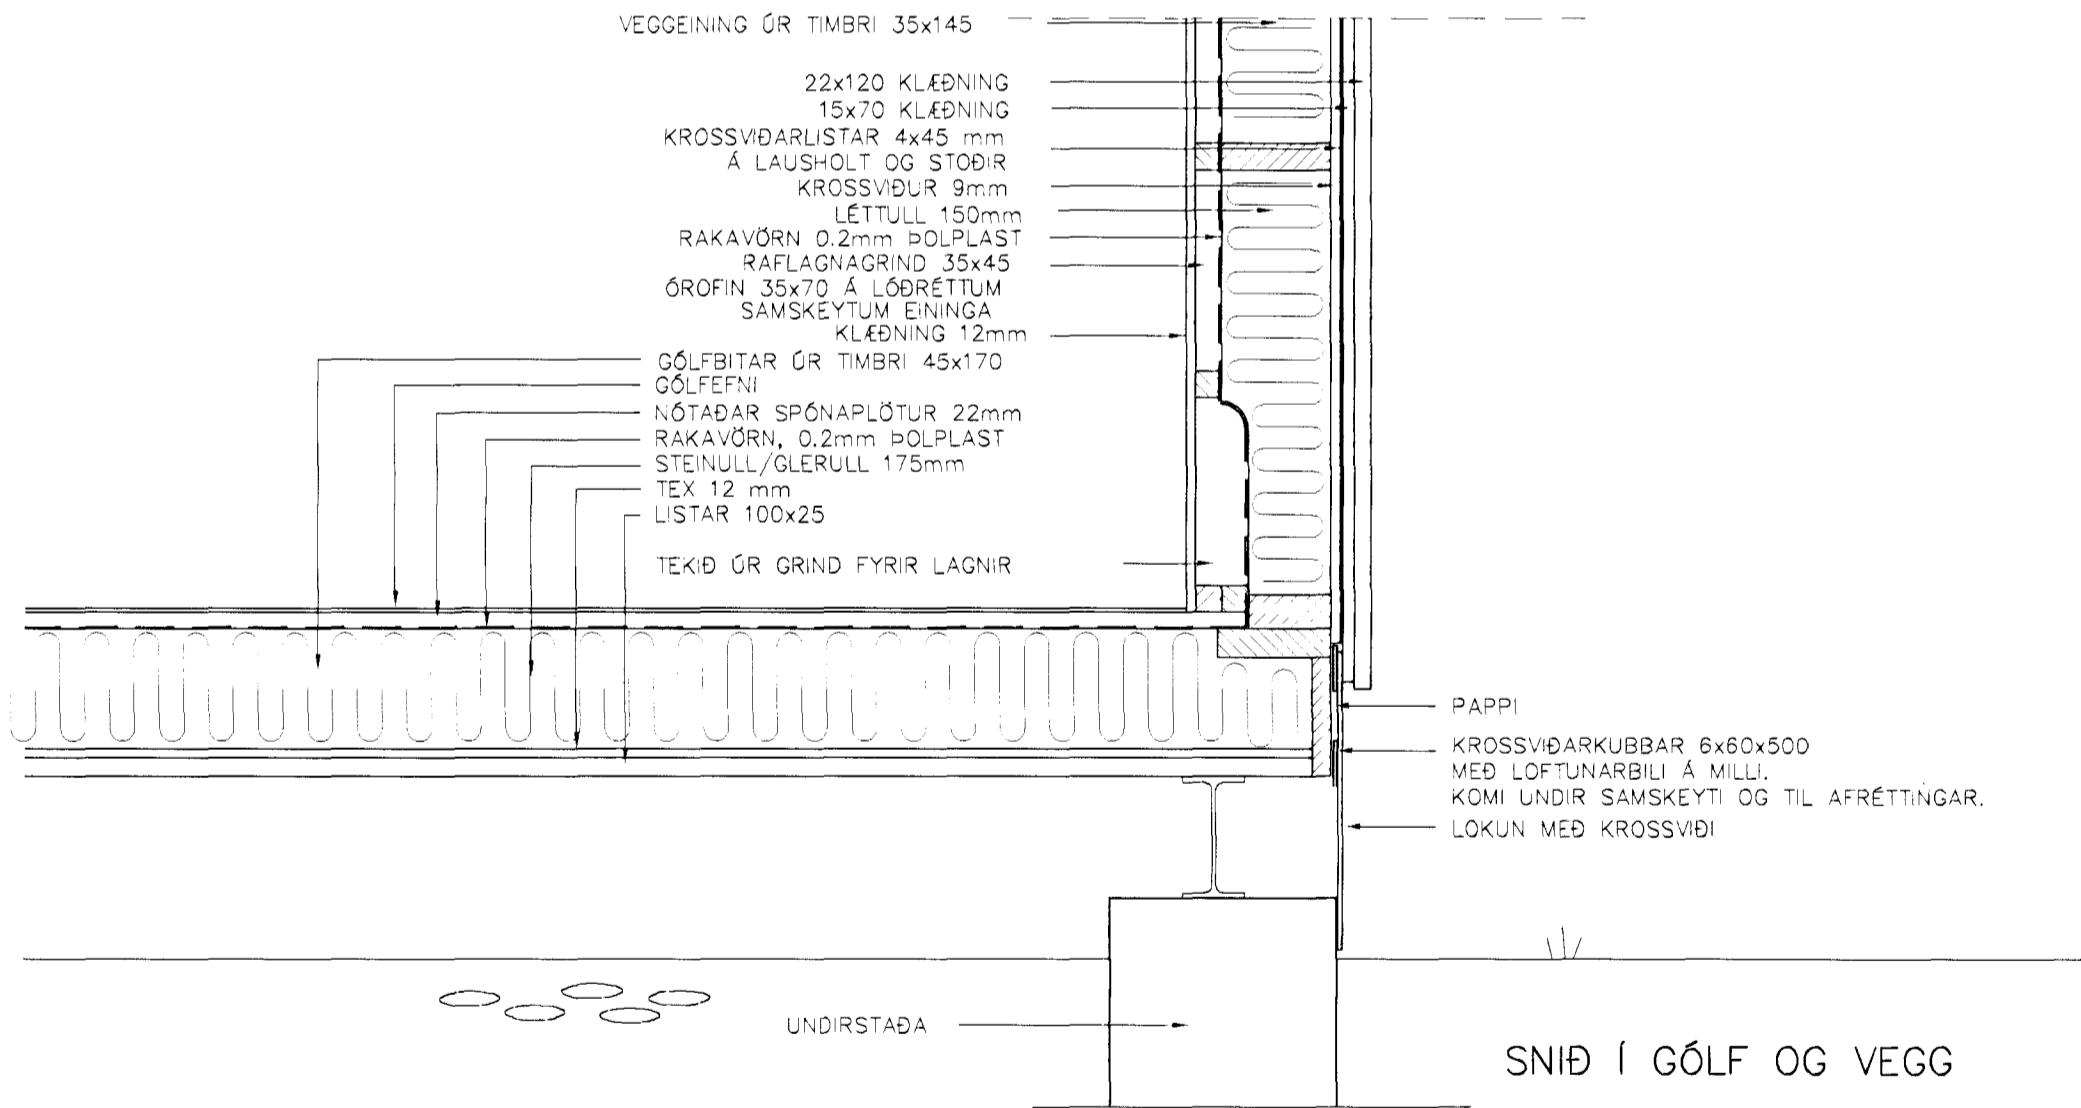 VEGGEINING ÚR TIMBRI 35x145
22x120 KLÆÐNING
15x70 KLÆÐNING
KROSSVIÐARLISTAR 4x45 mm
Á LAUSHOLT OG STOÐIR
KROSSVIÐUR 9mm
LÉTTULL 150mm
RAKAVÖRN 0.2mm ÞOLPLAST
RAFLAGNAGRIND 35x45
ÓROFIN 35x70 Á LÓÐRÉTTUM
SAMSKEYTUM EININGA
KLÆÐNING 12mm
GÓLFBITAR ÚR TIMBRI 45x170
GÓLFEFNI
NÓTAÐAR SPÓNAPLÖTUR 22mm
RAKAVÖRN, 0.2mm ÞOLPLAST
STEINULL/GLERULL 175mm
TEX 12 mm
LISTAR 100x25
TEKIÐ ÚR GRIND FYRIR LAGNIR
PAPPI
KROSSVIÐARKUBBAR 6x60x500
MEÐ LOFTUNARBILI Á MILLI.
KOMI UNDIR SAMSKEYTI OG TIL AFRÉTTINGAR.
LOKUN MEÐ KROSSVIÐI
UNDIRSTAÐA
SNIÐ Í GÓLF OG VEGG